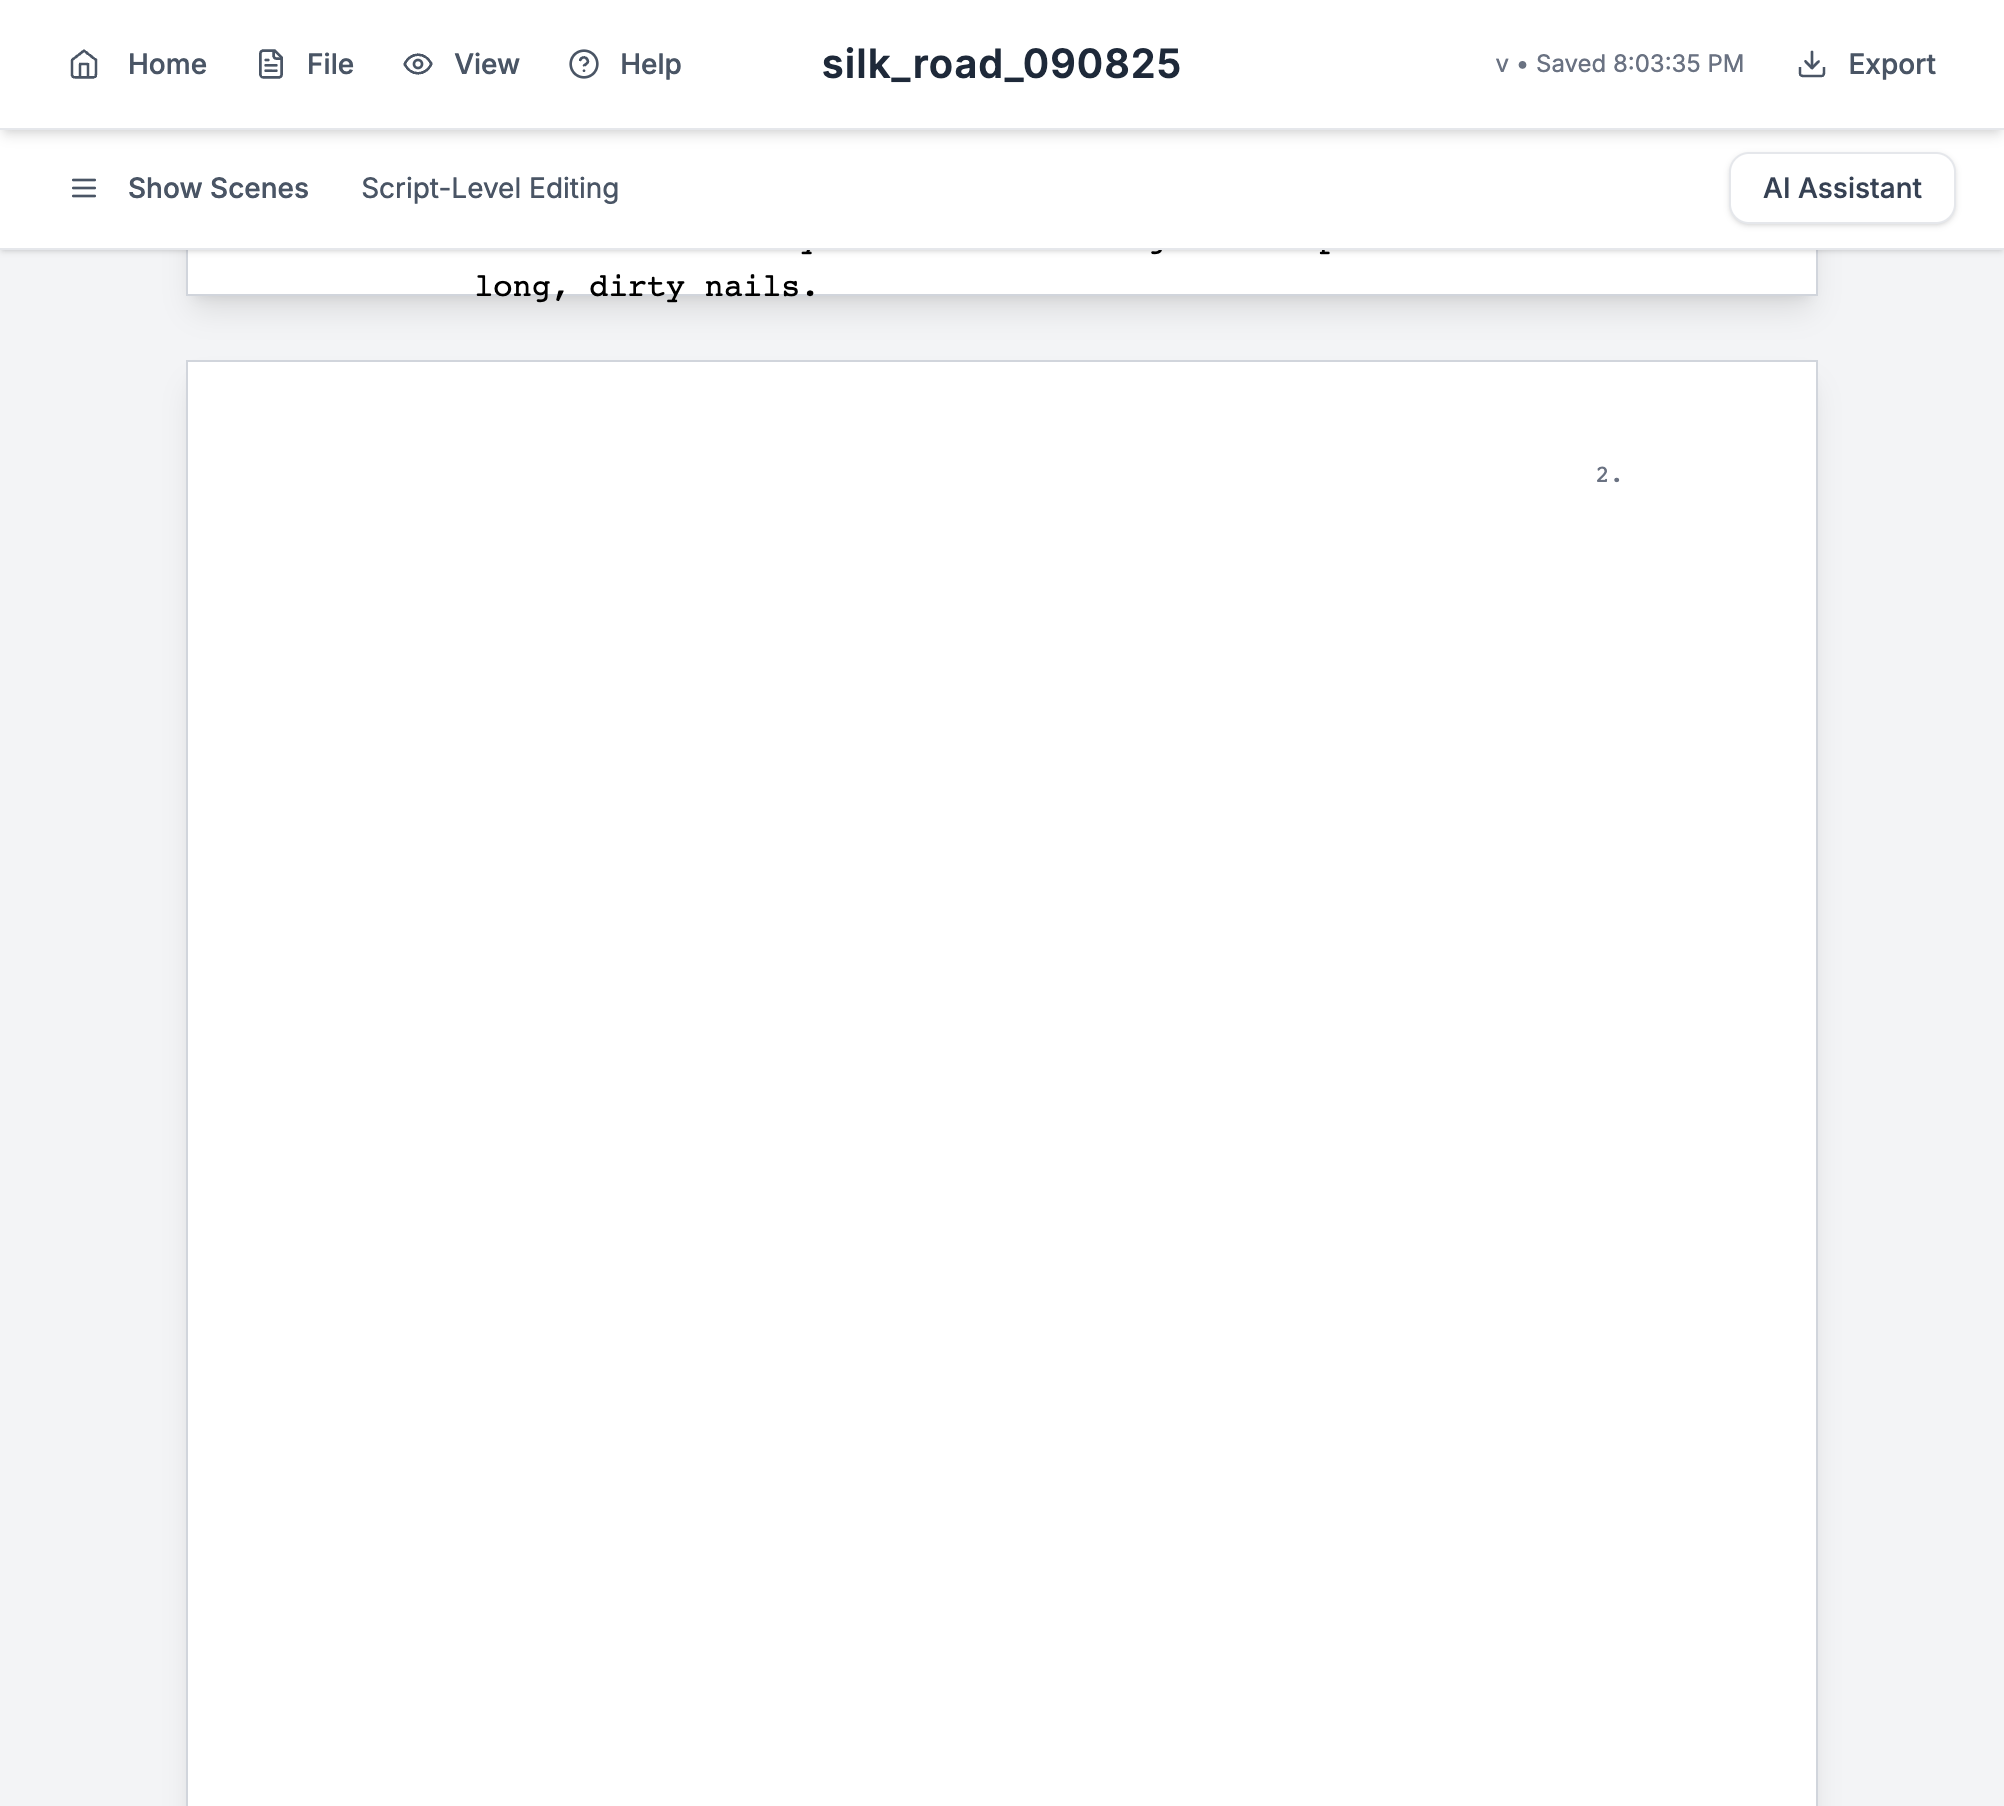 Home File View Help silk_road_090825 v • Saved 8:03:35 PM Export
Show Scenes Script-Level Editing AI Assistant
long, dirty nails.
2.